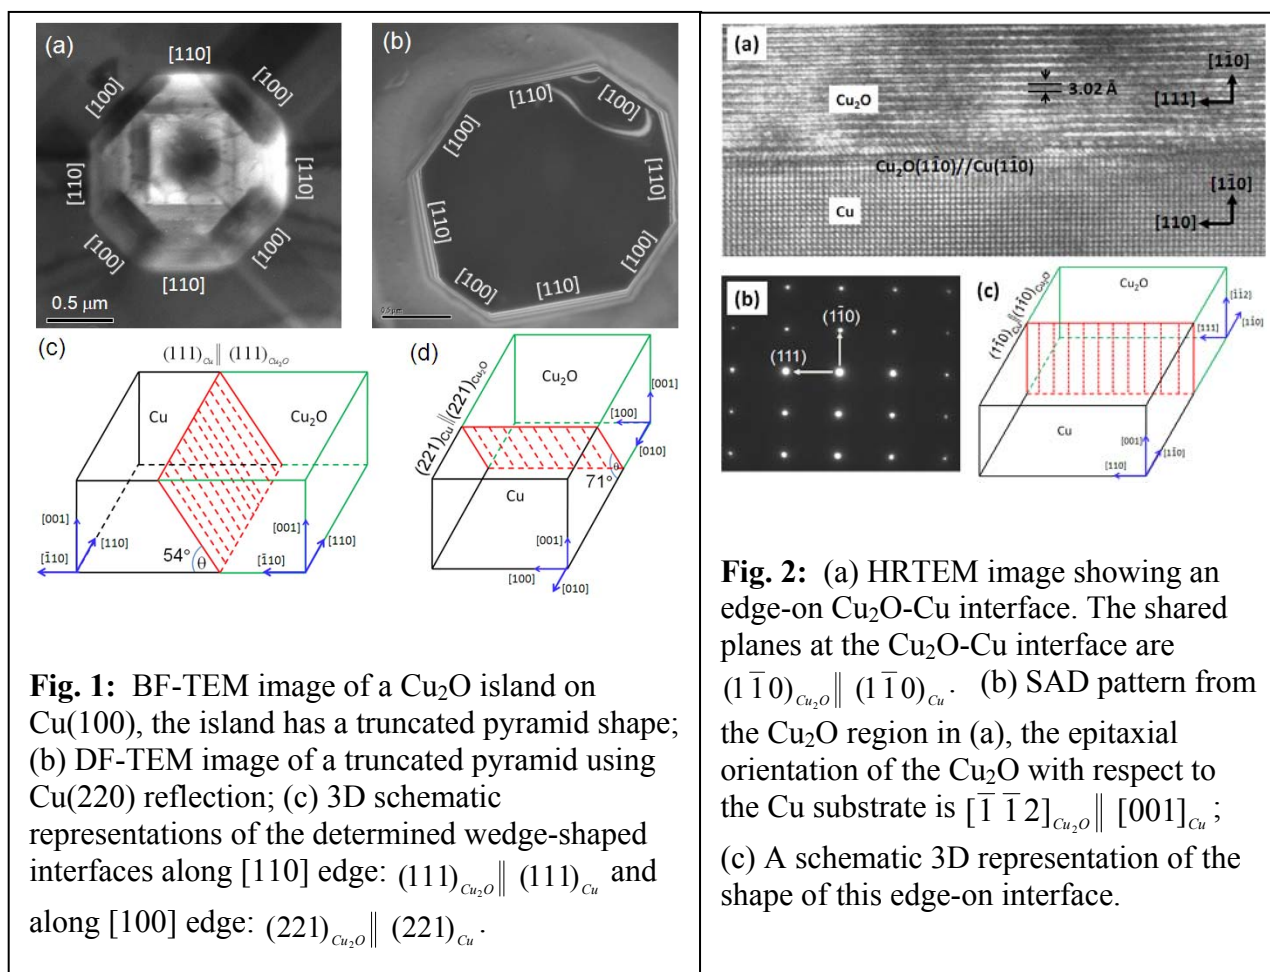 (a)
[110]
[100]
[100]
[110]
[110]
[100]
[100]
[110]
0.5 μm
(b)
[110]
[100]
[100]
[110]
[110]
[100]
[100]
[110]
0.5 μm
(c)
(111)Cu ∥ (111)Cu2O
Cu
Cu2O
[001]
[110]
[1̄10]
54°
θ
[001]
[110]
[1̄10]
(d)
(221)Cu∥(221)Cu2O
Cu2O
[001]
[100]
[010]
θ
71°
Cu
[001]
[100]
[010]
Fig. 1: BF-TEM image of a Cu2O island on
Cu(100), the island has a truncated pyramid shape;
(b) DF-TEM image of a truncated pyramid using
Cu(220) reflection; (c) 3D schematic
representations of the determined wedge-shaped
interfaces along [110] edge: (111)Cu2O ∥ (111)Cu and
along [100] edge: (221)Cu2O ∥ (221)Cu.
(a)
[11̄0]
3.02 Å
Cu2O
[111]
Cu2O(11̄0)//Cu(11̄0)
[11̄0]
Cu
[110]
(b)
(11̄0)
(111)
(c)
(11̄0)Cu∥(11̄0)Cu2O
Cu2O
[1̄1̄2]
[111]
[11̄0]
Cu
[001]
[11̄0]
[110]
Fig. 2: (a) HRTEM image showing an
edge-on Cu2O-Cu interface. The shared
planes at the Cu2O-Cu interface are
(11̄0)Cu2O ∥ (11̄0)Cu. (b) SAD pattern from
the Cu2O region in (a), the epitaxial
orientation of the Cu2O with respect to
the Cu substrate is [1̄1̄2]Cu2O ∥ [001]Cu;
(c) A schematic 3D representation of the
shape of this edge-on interface.